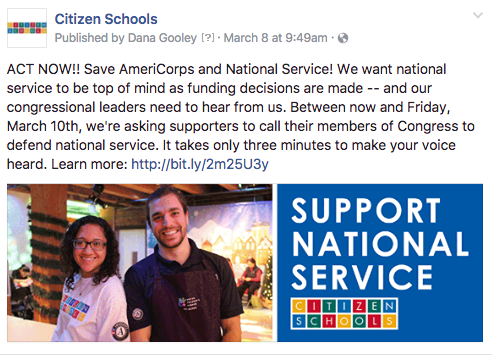 Citizen Schools
Published by Dana Gooley [?] · March 8 at 9:49am ·
ACT NOW!! Save AmeriCorps and National Service! We want national
service to be top of mind as funding decisions are made -- and our
congressional leaders need to hear from us. Between now and Friday,
March 10th, we're asking supporters to call their members of Congress to
defend national service. It takes only three minutes to make your voice
heard. Learn more: http://bit.ly/2m25U3y
SUPPORT
NATIONAL
SERVICE
CITIZEN
SCHOOLS